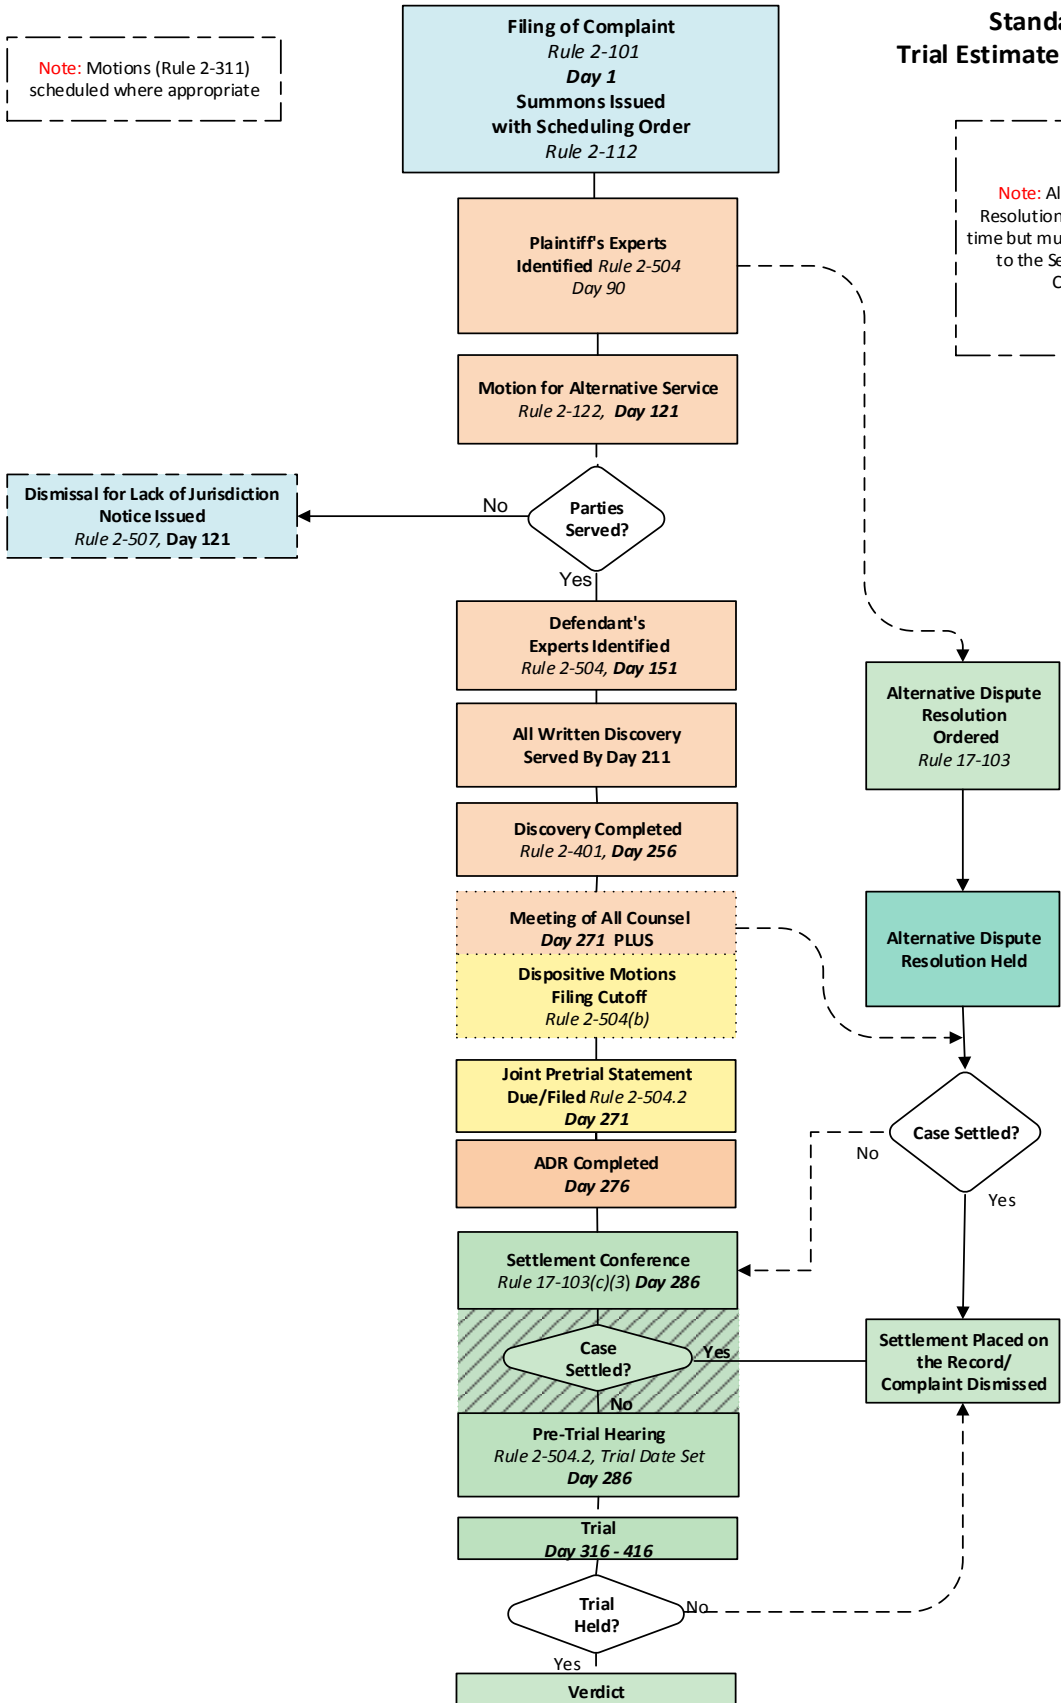 Standa
Trial Estimate
Note: Motions (Rule 2-311)
scheduled where appropriate
Filing of Complaint
Rule 2-101
Day 1
Summons Issued
with Scheduling Order
Rule 2-112
Note: Al
Resolution
time but mu
to the Se
Plaintiff's Experts
Identified Rule 2-504
Day 90
Motion for Alternative Service
Rule 2-122, Day 121
Parties
Served?
No
Yes
Dismissal for Lack of Jurisdiction
Notice Issued
Rule 2-507, Day 121
Defendant's
Experts Identified
Rule 2-504, Day 151
All Written Discovery
Served By Day 211
Discovery Completed
Rule 2-401, Day 256
Meeting of All Counsel
Day 271 PLUS
Dispositive Motions
Filing Cutoff
Rule 2-504(b)
Joint Pretrial Statement
Due/Filed Rule 2-504.2
Day 271
ADR Completed
Day 276
Alternative Dispute
Resolution
Ordered
Rule 17-103
Alternative Dispute
Resolution Held
Case Settled?
No
Yes
Settlement Conference
Rule 17-103(c)(3) Day 286
Case
Settled?
Yes
No
Settlement Placed on
the Record/
Complaint Dismissed
Pre-Trial Hearing
Rule 2-504.2, Trial Date Set
Day 286
Trial
Day 316 - 416
Trial
Held?
No
Yes
Verdict